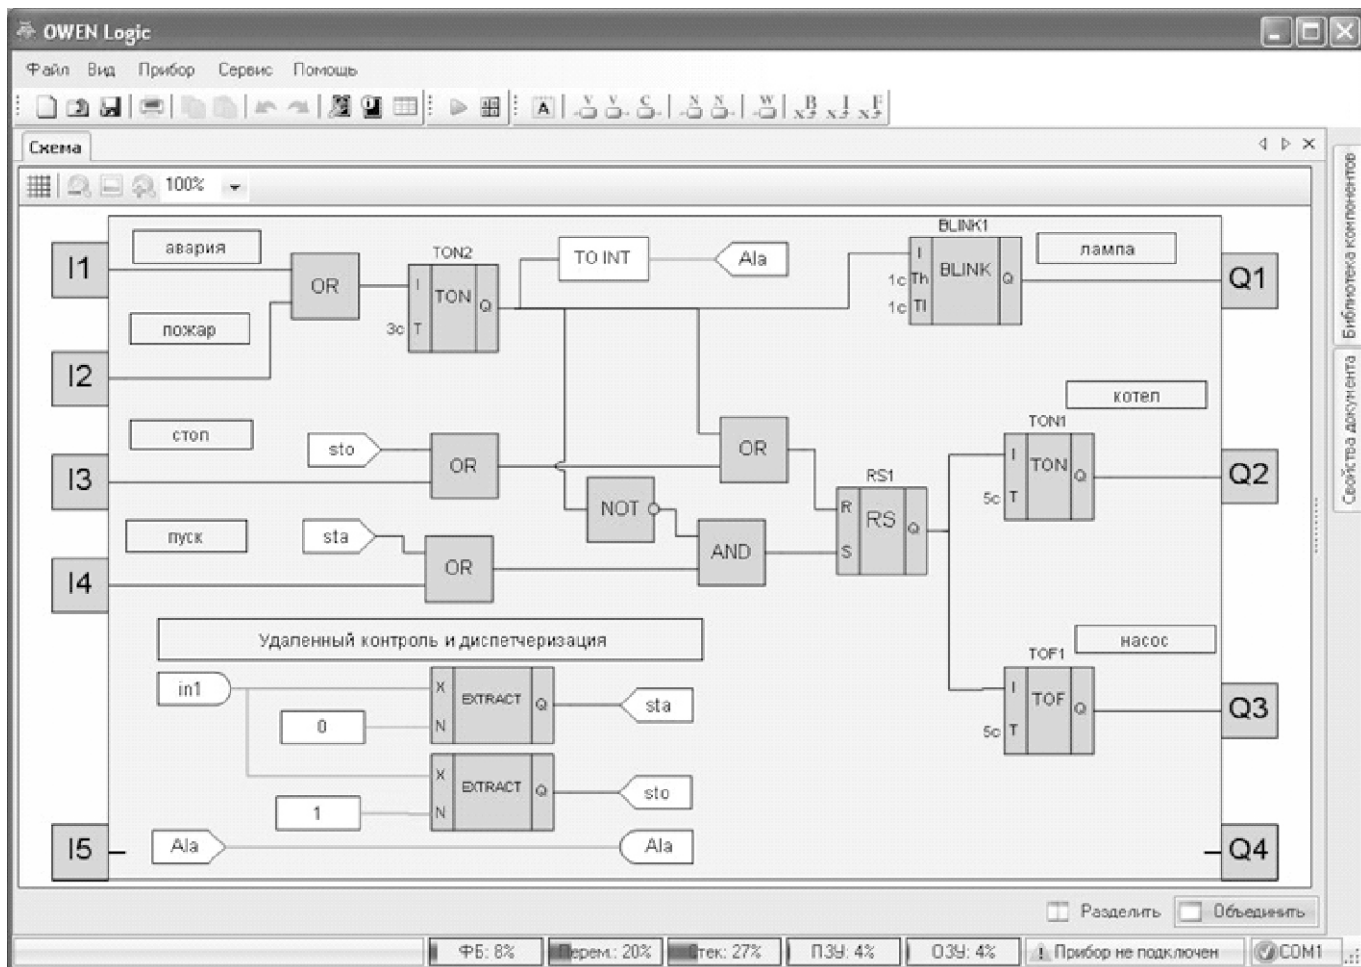 OWEN Logic
Файл Вид Прибор Сервис Помощь
A V V C N N W B I F
Схема
100%
I1
авария
OR
TON2
I TON Q
3с T
TO INT
Ala
BLINK1
I BLINK Q
1с Th
1с Tl
лампа
Q1
I2
пожар
котел
I3
стоп
sto
OR
OR
TON1
I TON Q
5с T
Q2
NOT
RS1
R RS Q
S
I4
пуск
sta
OR
AND
Удаленный контроль и диспетчеризация
насос
in1
X EXTRACT Q
N
0
sta
TOF1
I TOF Q
5с T
Q3
X EXTRACT Q
N
1
sto
I5
Ala
Ala
Q4
Разделить Объединить
ФБ: 8% Перем.: 20% Стек: 27% ПЗУ: 4% ОЗУ: 4% Прибор не подключен COM1
Библиотека компонентов
Свойства документа